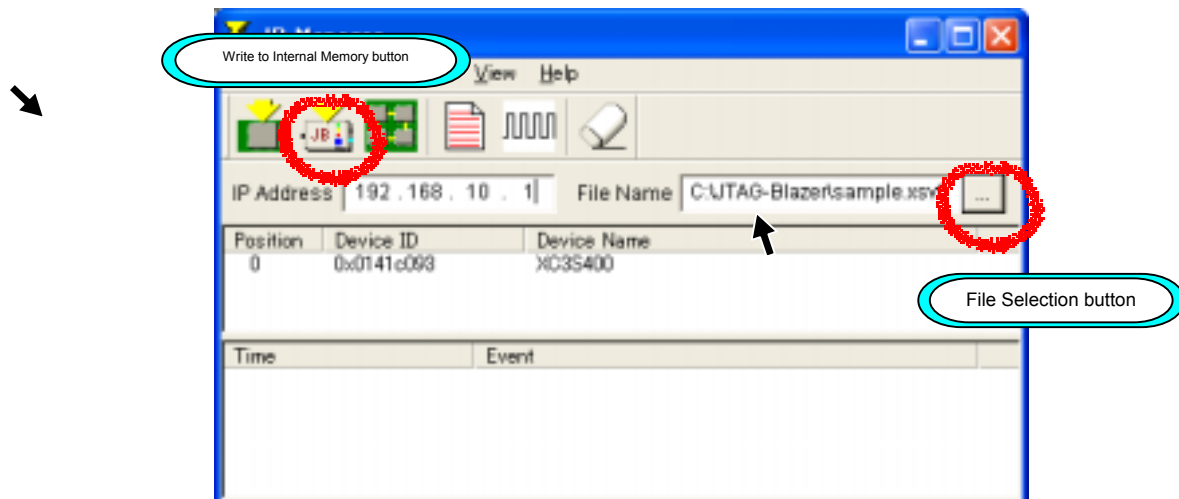 Write to Internal Memory button
View Help
JB
IP Address 192 . 168 . 10 . 1 File Name C:\JTAG-Blazer\sample.xsv
...
Position Device ID Device Name
0 0x0141c093 XC3S400
File Selection button
Time Event